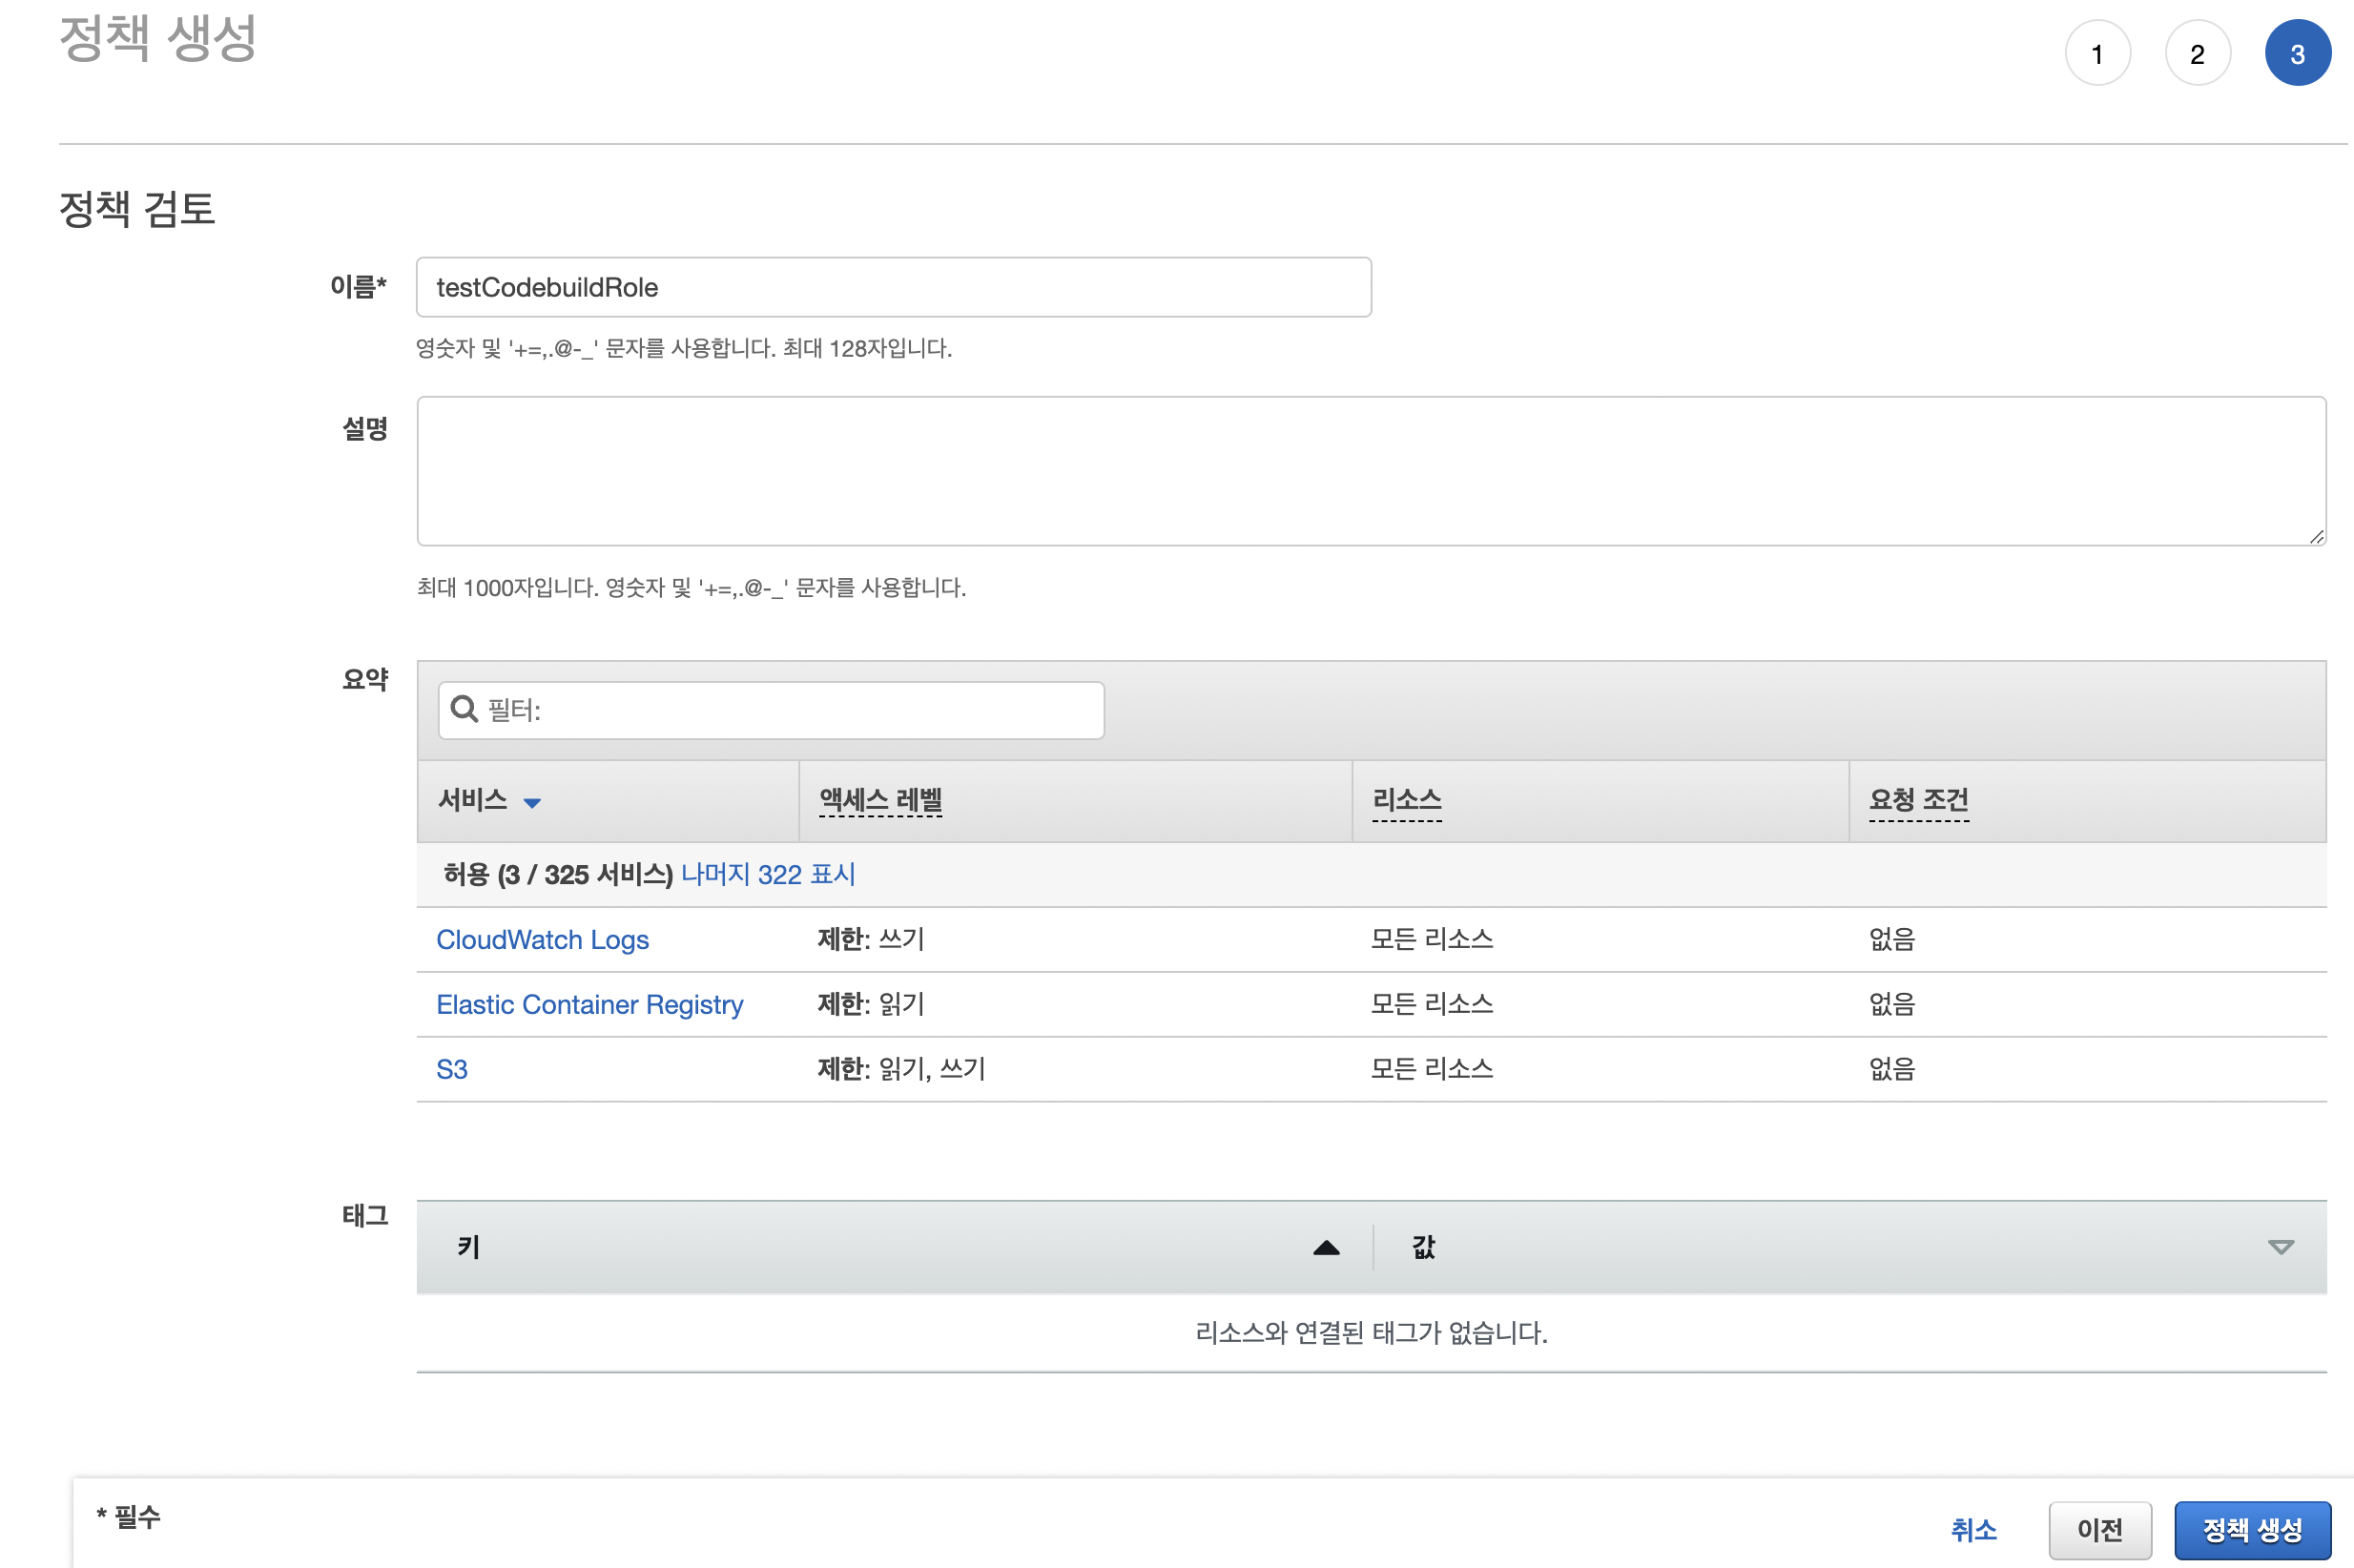 정책 생성
1 2 3
정책 검토
이름* testCodebuildRole
영숫자 및 '+=,.@-_' 문자를 사용합니다. 최대 128자입니다.
설명
최대 1000자입니다. 영숫자 및 '+=,.@-_' 문자를 사용합니다.
요약 필터:
서비스 액세스 레벨 리소스 요청 조건
허용 (3 / 325 서비스) 나머지 322 표시
CloudWatch Logs 제한: 쓰기 모든 리소스 없음
Elastic Container Registry 제한: 읽기 모든 리소스 없음
S3 제한: 읽기, 쓰기 모든 리소스 없음
태그 키 값
리소스와 연결된 태그가 없습니다.
* 필수 취소 이전 정책 생성